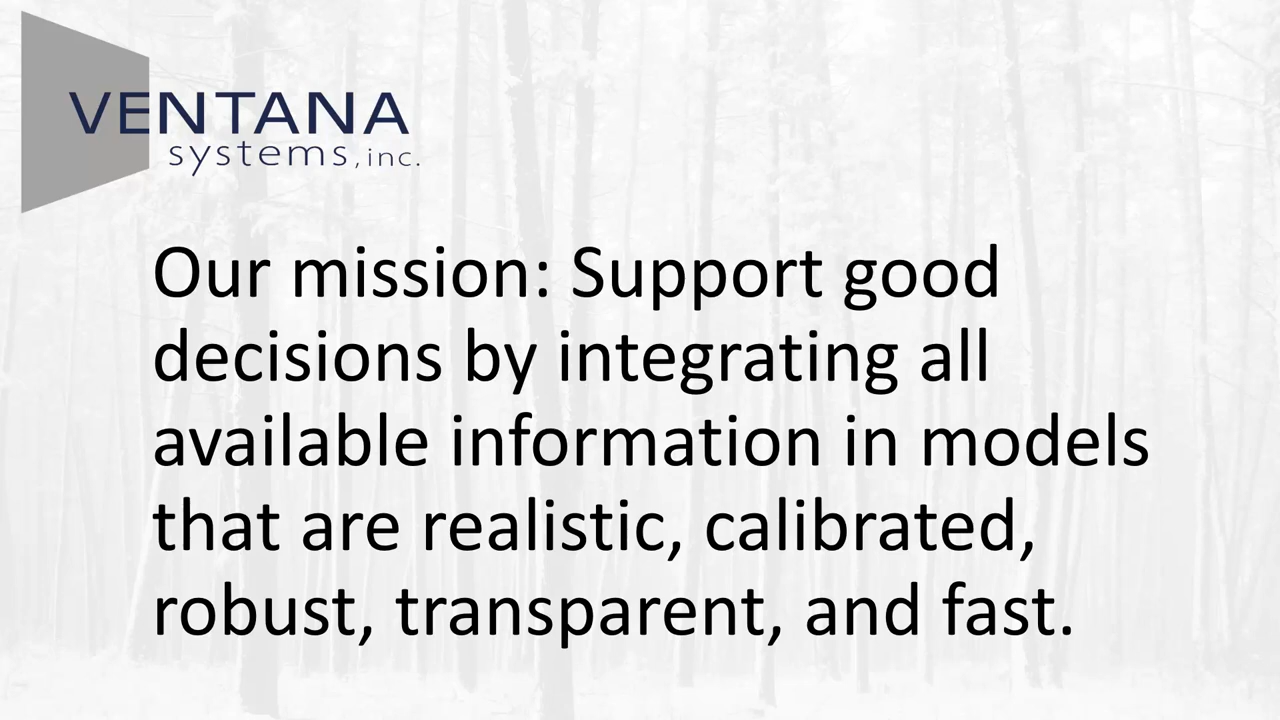 VENTANA
systems, inc.
Our mission: Support good
decisions by integrating all
available information in models
that are realistic, calibrated,
robust, transparent, and fast.